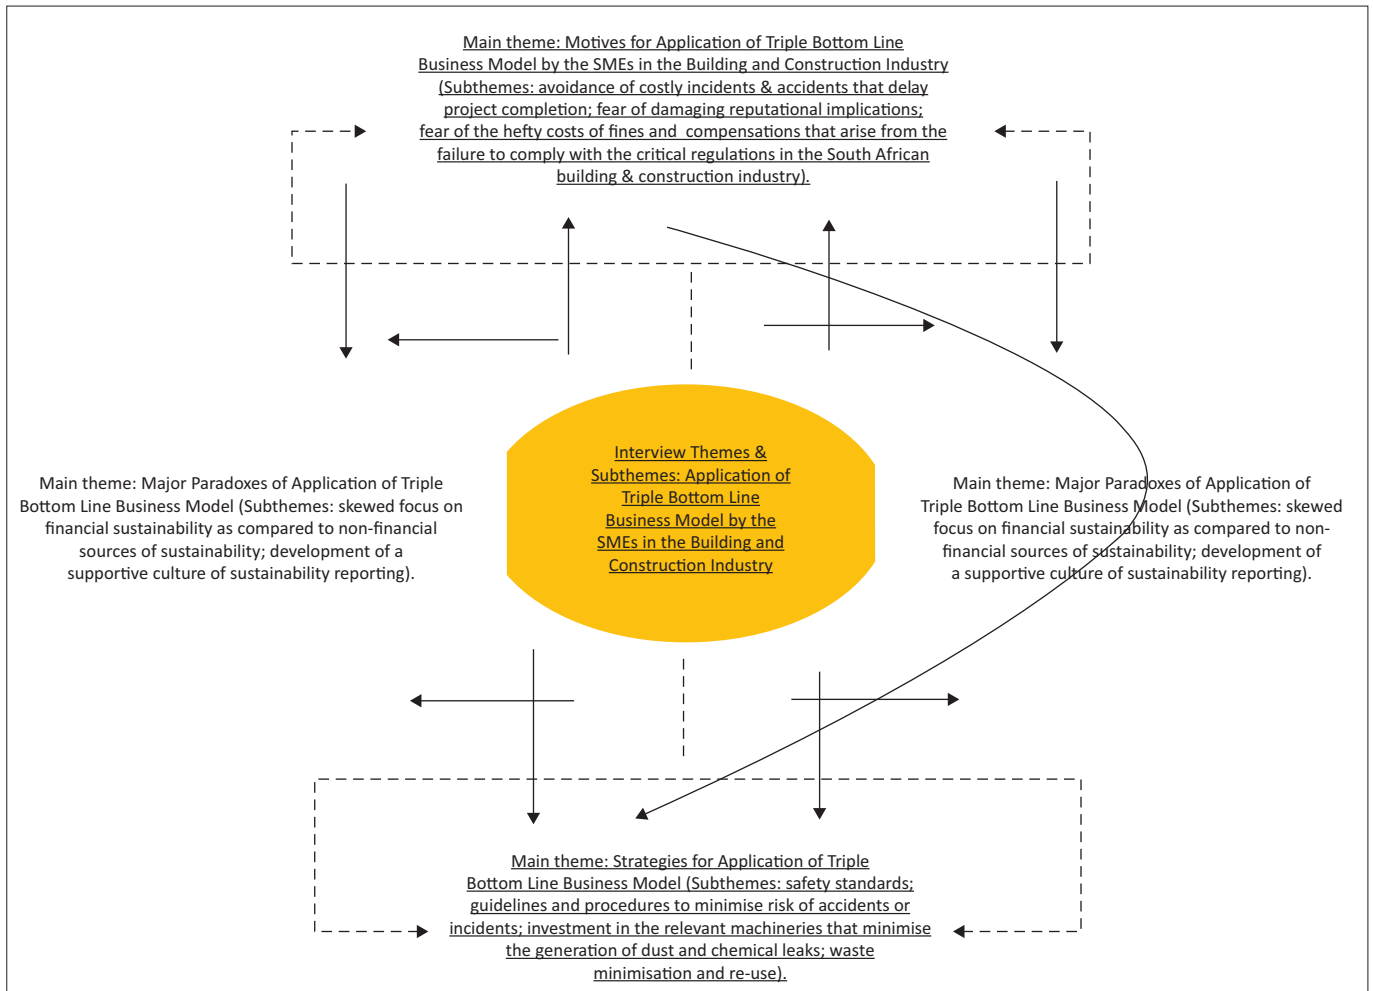 Main theme: Motives for Application of Triple Bottom Line
Business Model by the SMEs in the Building and Construction Industry
(Subthemes: avoidance of costly incidents & accidents that delay
project completion; fear of damaging reputational implications;
fear of the hefty costs of fines and compensations that arise from the
failure to comply with the critical regulations in the South African
building & construction industry).
Main theme: Major Paradoxes of Application of Triple
Bottom Line Business Model (Subthemes: skewed focus on
financial sustainability as compared to non-financial
sources of sustainability; development of a
supportive culture of sustainability reporting).
Interview Themes &
Subthemes: Application of
Triple Bottom Line
Business Model by the
SMEs in the Building and
Construction Industry
Main theme: Major Paradoxes of Application of
Triple Bottom Line Business Model (Subthemes: skewed
focus on financial sustainability as compared to non-
financial sources of sustainability; development of
a supportive culture of sustainability reporting).
Main theme: Strategies for Application of Triple
Bottom Line Business Model (Subthemes: safety standards;
guidelines and procedures to minimise risk of accidents or
incidents; investment in the relevant machineries that minimise
the generation of dust and chemical leaks; waste
minimisation and re-use).